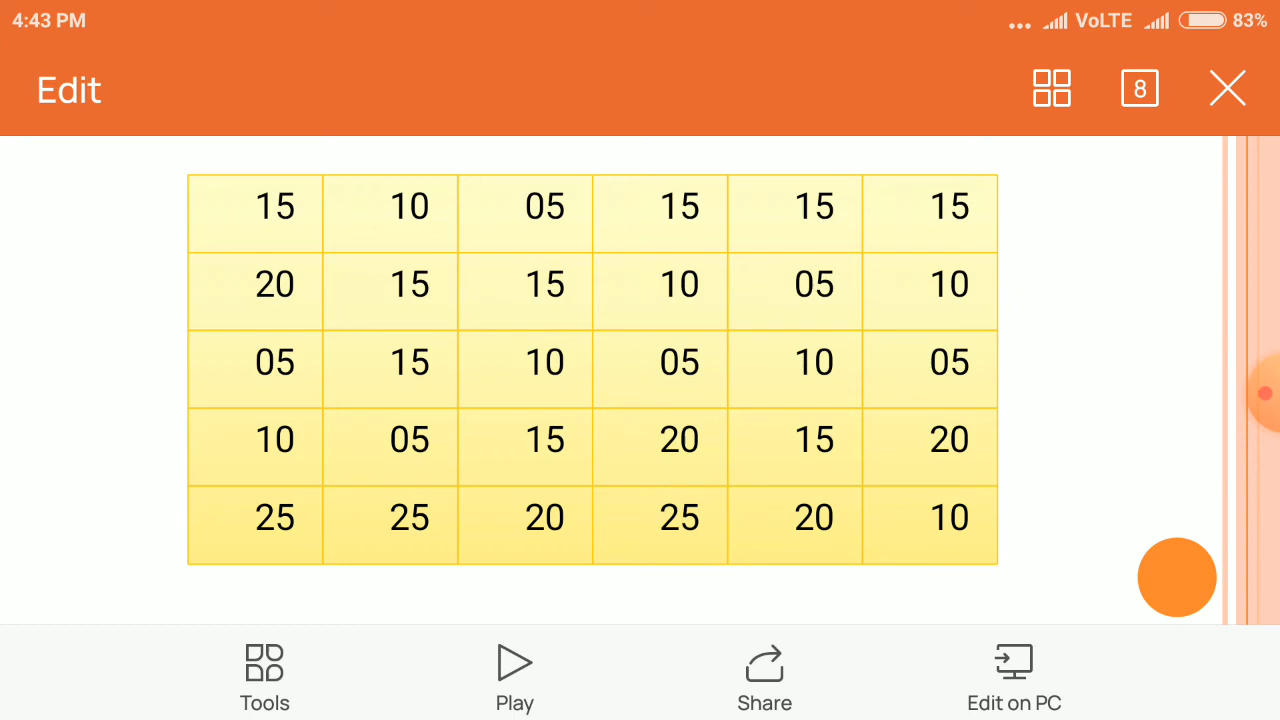 4:43 PM ... VoLTE 83%
Edit 8
15 10 05 15 15 15
20 15 15 10 05 10
05 15 10 05 10 05
10 05 15 20 15 20
25 25 20 25 20 10
Tools Play Share Edit on PC